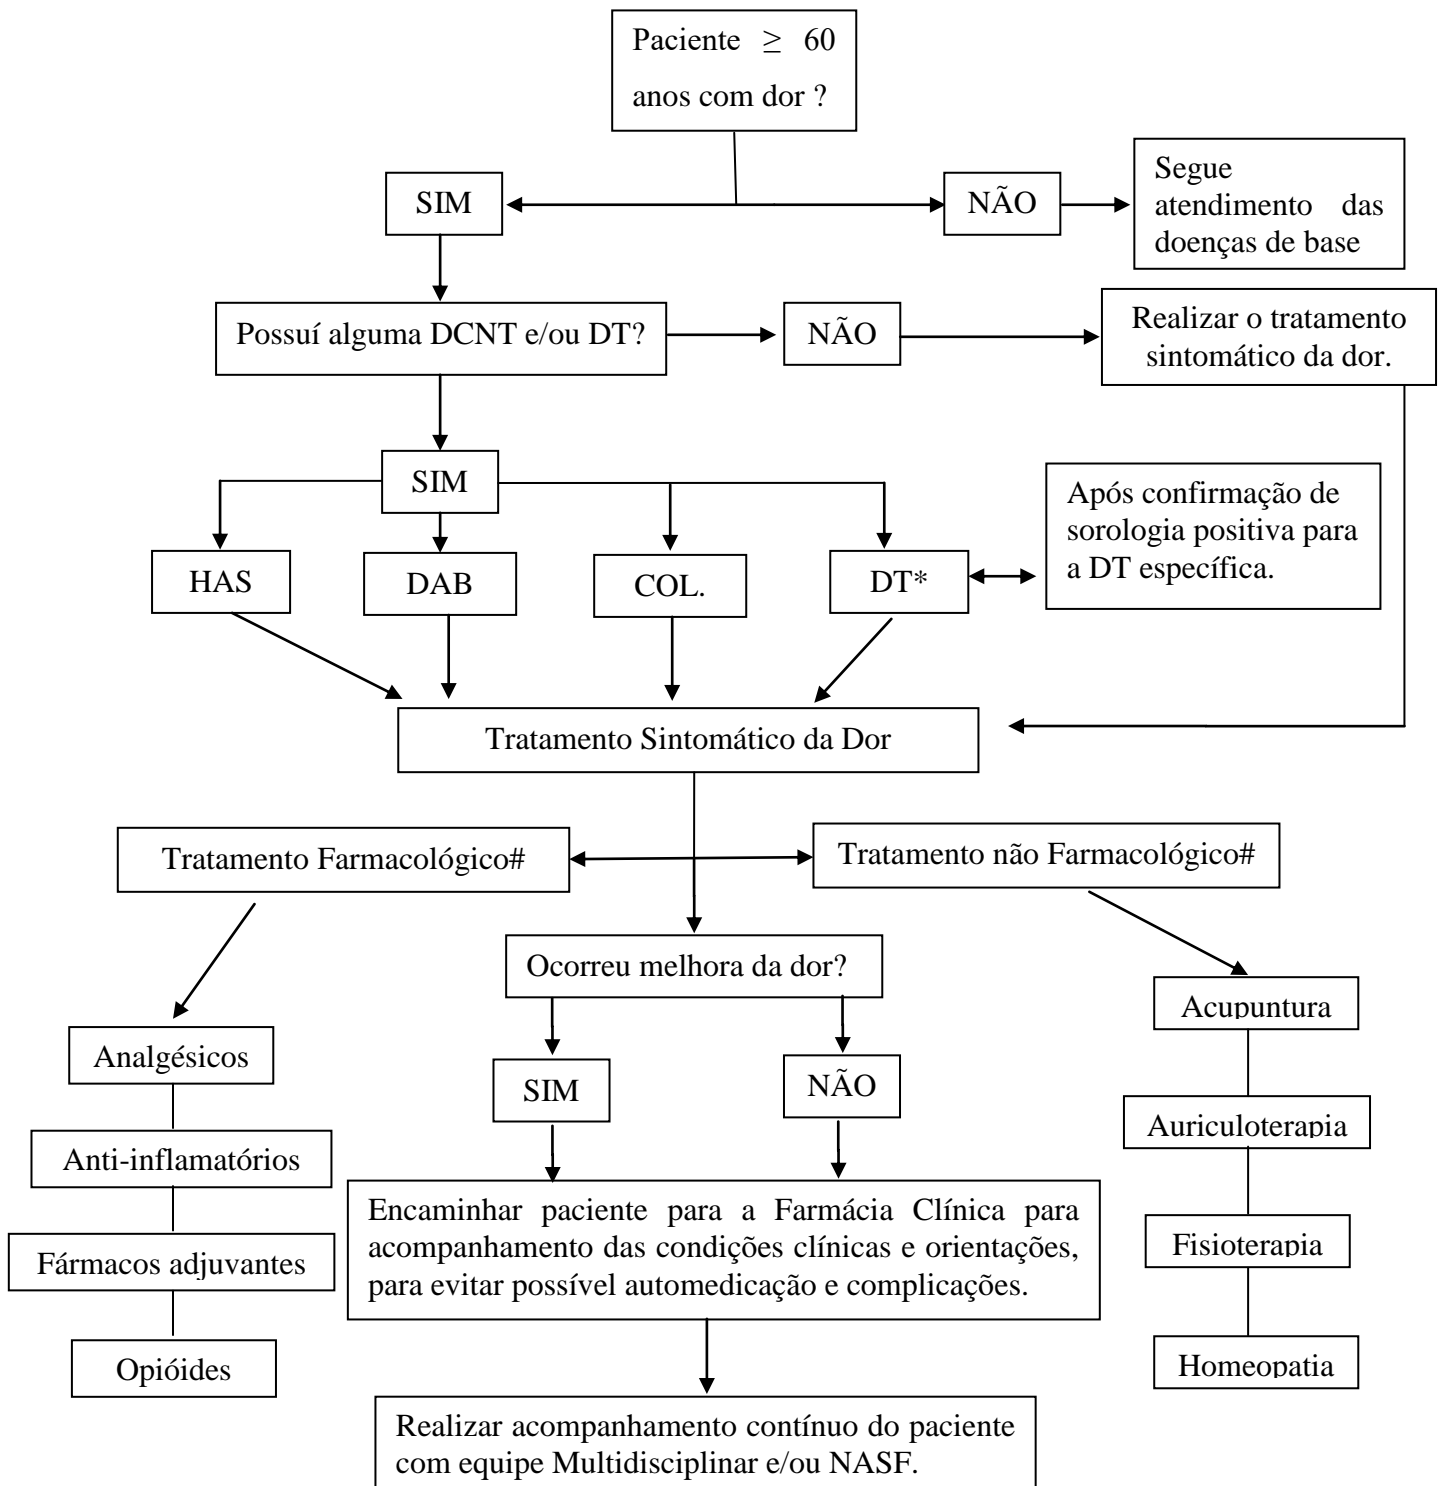 Paciente ≥ 60
anos com dor ?
SIM
NÃO
Segue
atendimento das
doenças de base
Possuí alguma DCNT e/ou DT?
NÃO
Realizar o tratamento
sintomático da dor.
SIM
Após confirmação de
sorologia positiva para
a DT específica.
HAS
DAB
COL.
DT*
Tratamento Sintomático da Dor
Tratamento Farmacológico#
Tratamento não Farmacológico#
Ocorreu melhora da dor?
Analgésicos
Anti-inflamatórios
Fármacos adjuvantes
Opióides
SIM
NÃO
Acupuntura
Auriculoterapia
Fisioterapia
Homeopatia
Encaminhar paciente para a Farmácia Clínica para
acompanhamento das condições clínicas e orientações,
para evitar possível automedicação e complicações.
Realizar acompanhamento contínuo do paciente
com equipe Multidisciplinar e/ou NASF.